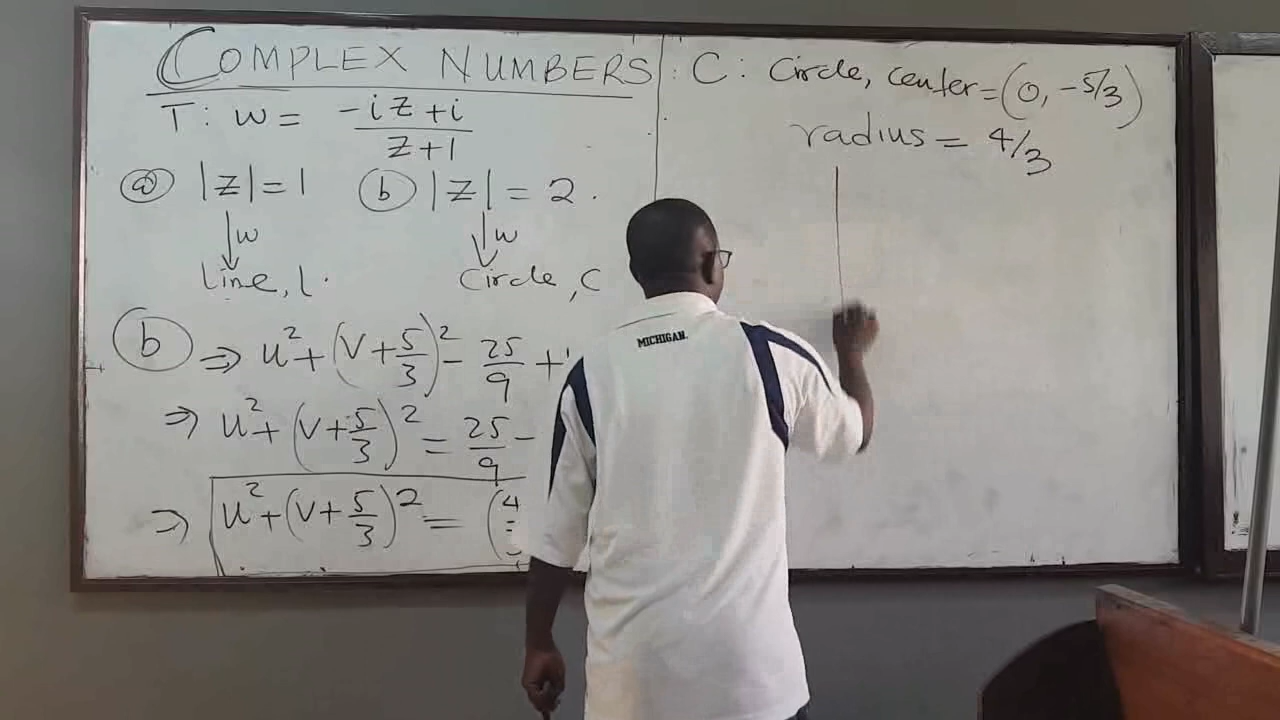 COMPLEX NUMBERS:
T: w = (-iz+i)/(z+1)
(a) |z|=1 (b) |z| = 2.
↓w ↓w
Line, l. Circle, C
(b) ⇒ u² + (v+5/3)² - 25/9 +
⇒ u² + (v+5/3)² = 25/9 -
⇒ u² + (v+5/3)² = (4
C: Circle, center=(0, -5/3)
radius = 4/3
MICHIGAN.